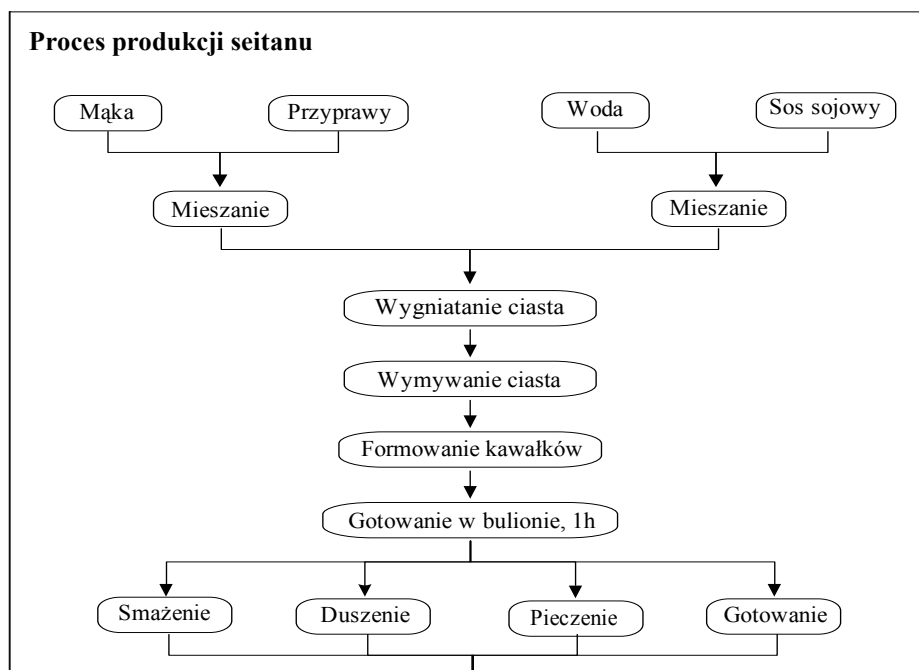 Proces produkcji seitanu
Mąka
Przyprawy
Woda
Sos sojowy
Mieszanie
Mieszanie
Wygniatanie ciasta
Wymywanie ciasta
Formowanie kawałków
Gotowanie w bulionie, 1h
Smażenie
Duszenie
Pieczenie
Gotowanie